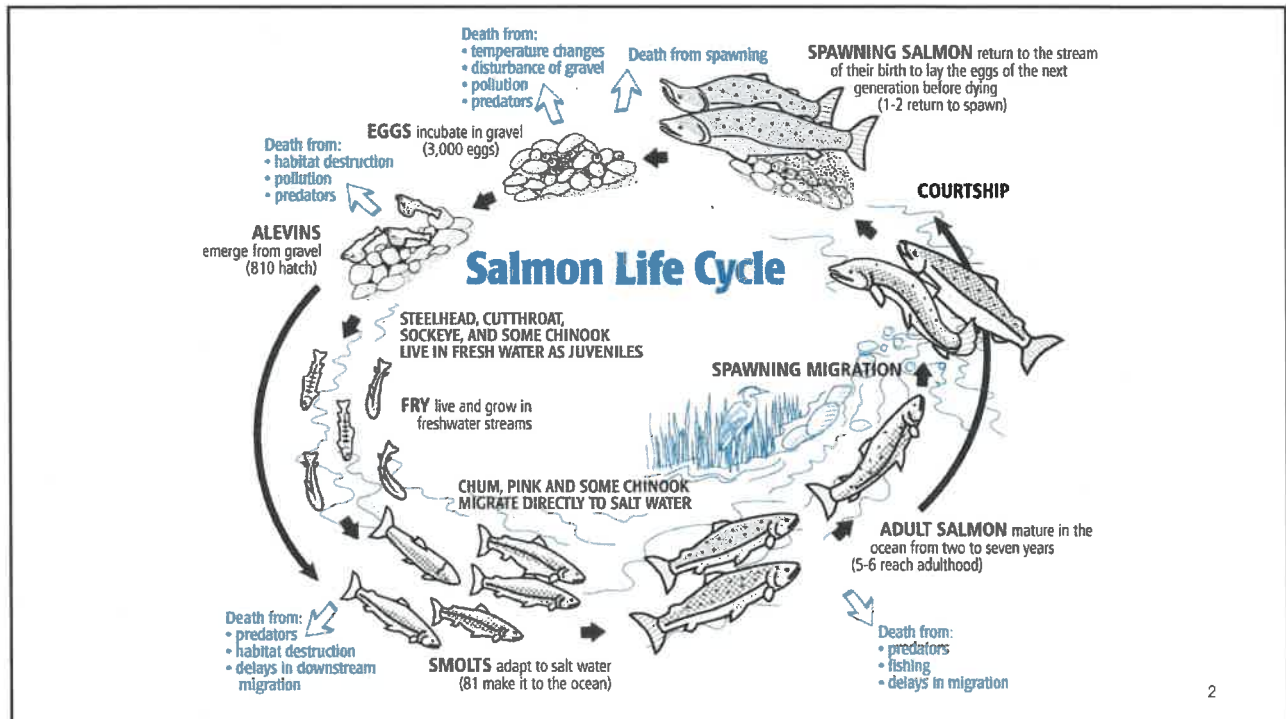 Death from:
• temperature changes
• disturbance of gravel
• pollution
• predators
Death from spawning
SPAWNING SALMON return to the stream
of their birth to lay the eggs of the next
generation before dying
(1-2 return to spawn)
EGGS incubate in gravel
(3,000 eggs)
Death from:
• habitat destruction
• pollution
• predators
COURTSHIP
ALEVINS
emerge from gravel
(810 hatch)
Salmon Life Cycle
STEELHEAD, CUTTHROAT,
SOCKEYE, AND SOME CHINOOK
LIVE IN FRESH WATER AS JUVENILES
SPAWNING MIGRATION
FRY live and grow in
freshwater streams
CHUM, PINK AND SOME CHINOOK
MIGRATE DIRECTLY TO SALT WATER
ADULT SALMON mature in the
ocean from two to seven years
(5-6 reach adulthood)
Death from:
• predators
• habitat destruction
• delays in downstream
migration
SMOLTS adapt to salt water
(81 make it to the ocean)
Death from:
• predators
• fishing
• delays in migration
2